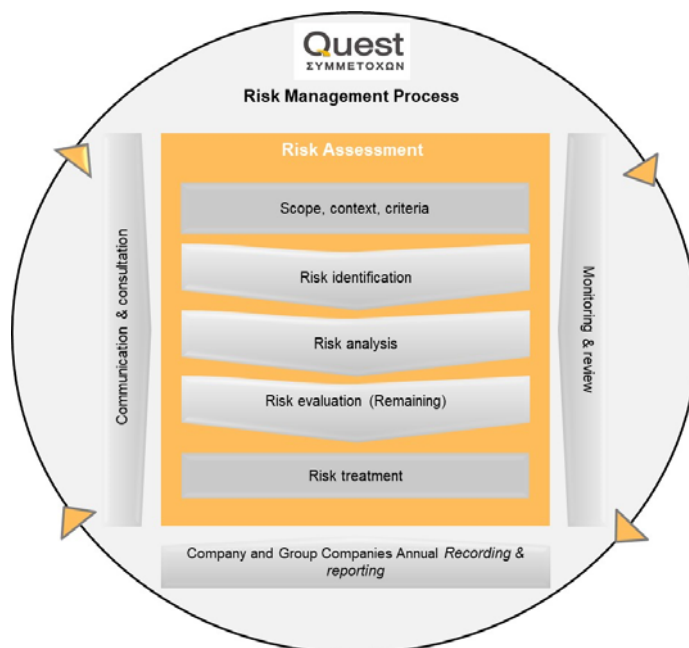 Quest
ΣΥΜΜΕΤΟΧΩΝ
Risk Management Process
Risk Assessment
Scope, context, criteria
Risk identification
Risk analysis
Risk evaluation (Remaining)
Risk treatment
Communication & consultation
Monitoring & review
Company and Group Companies Annual Recording &
reporting